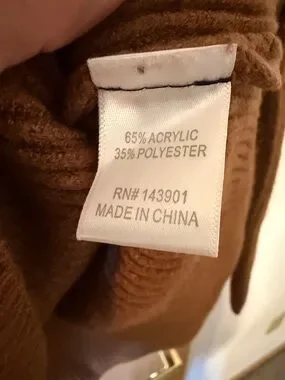 65% ACRYLIC
35% POLYESTER
RN# 143901
MADE IN CHINA